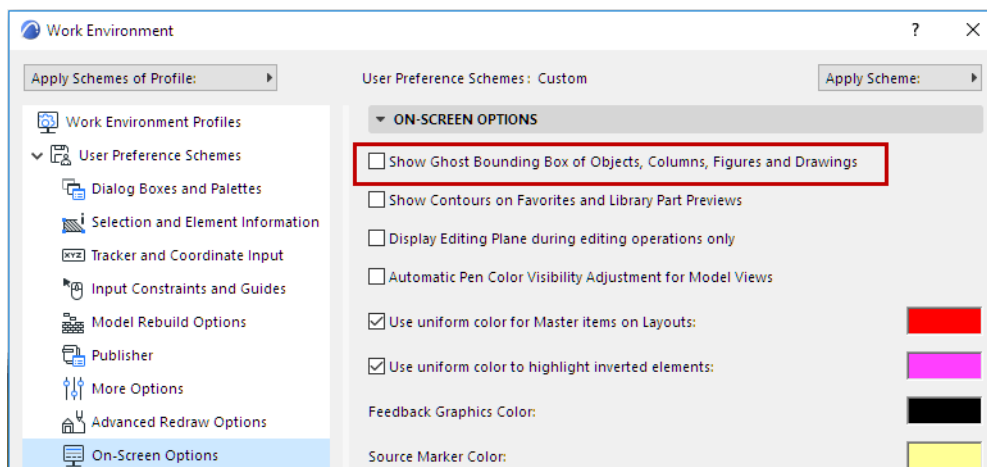 Work Environment
?
Apply Schemes of Profile:
User Preference Schemes: Custom
Apply Scheme:
Work Environment Profiles
User Preference Schemes
Dialog Boxes and Palettes
Selection and Element Information
XYZ Tracker and Coordinate Input
Input Constraints and Guides
Model Rebuild Options
Publisher
More Options
Advanced Redraw Options
On-Screen Options
ON-SCREEN OPTIONS
Show Ghost Bounding Box of Objects, Columns, Figures and Drawings
Show Contours on Favorites and Library Part Previews
Display Editing Plane during editing operations only
Automatic Pen Color Visibility Adjustment for Model Views
Use uniform color for Master items on Layouts:
Use uniform color to highlight inverted elements:
Feedback Graphics Color:
Source Marker Color: